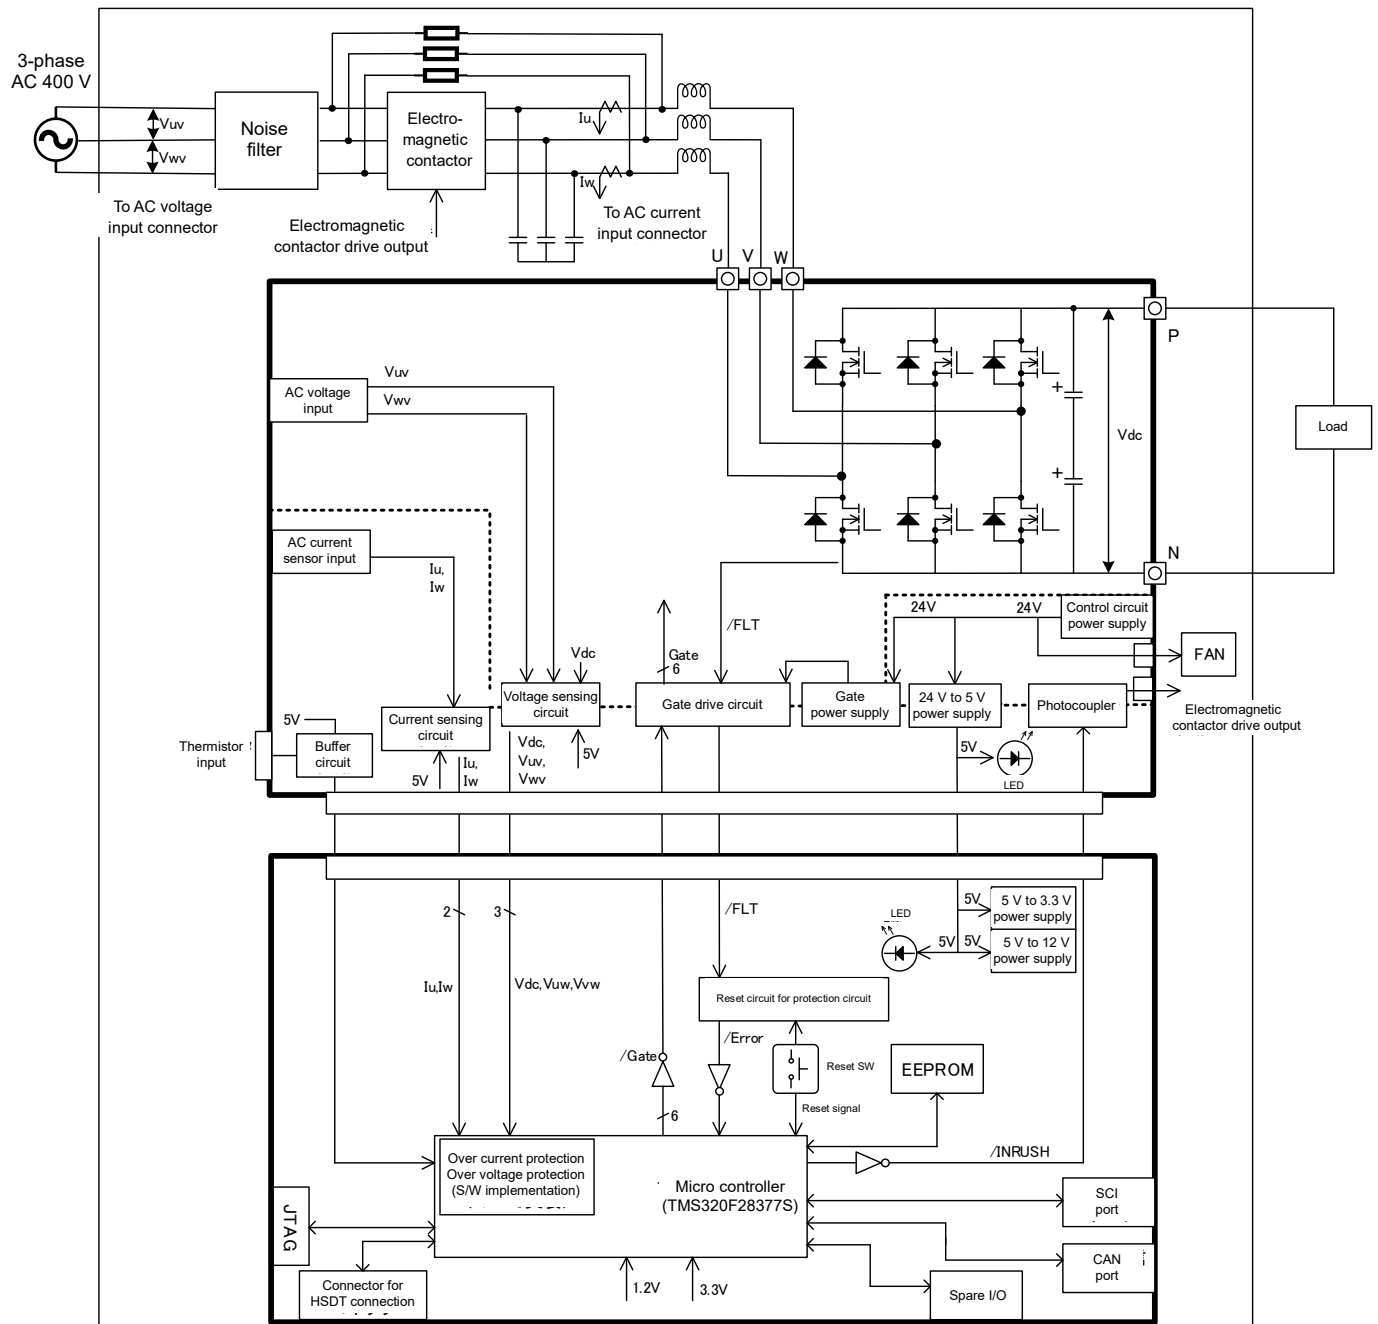 3-phase
AC 400 V
Vuv
Vwv
Noise
filter
Electro-
magnetic
contactor
Iu
Iw
To AC voltage
input connector
Electromagnetic
contactor drive output
To AC current
input connector
U
V
W
P
AC voltage
input
Vuv
Vwv
+
+
Vdc
Load
AC current
sensor input
Iu,
Iw
N
/FLT
Gate
6
Vdc
24V
24V
Control circuit
power supply
FAN
Voltage sensing
circuit
Gate drive circuit
Gate
power supply
24 V to 5 V
power supply
Photocoupler
Electromagnetic
contactor drive output
Current sensing
circuit
5V
Thermistor
input
Buffer
circuit
5V
Iu,
Iw
Vdc,
Vuv,
Vwv
5V
5V
LED
2
3
/FLT
LED
5V
5V
5V
5 V to 3.3 V
power supply
5 V to 12 V
power supply
Iu,Iw
Vdc,Vuw,Vvw
Reset circuit for protection circuit
/Error
/Gate
Reset SW
EEPROM
Reset signal
6
/INRUSH
Over current protection
Over voltage protection
(S/W implementation)
Micro controller
(TMS320F28377S)
SCI
port
JTAG
CAN
port
Connector for
HSDT connection
1.2V
3.3V
Spare I/O